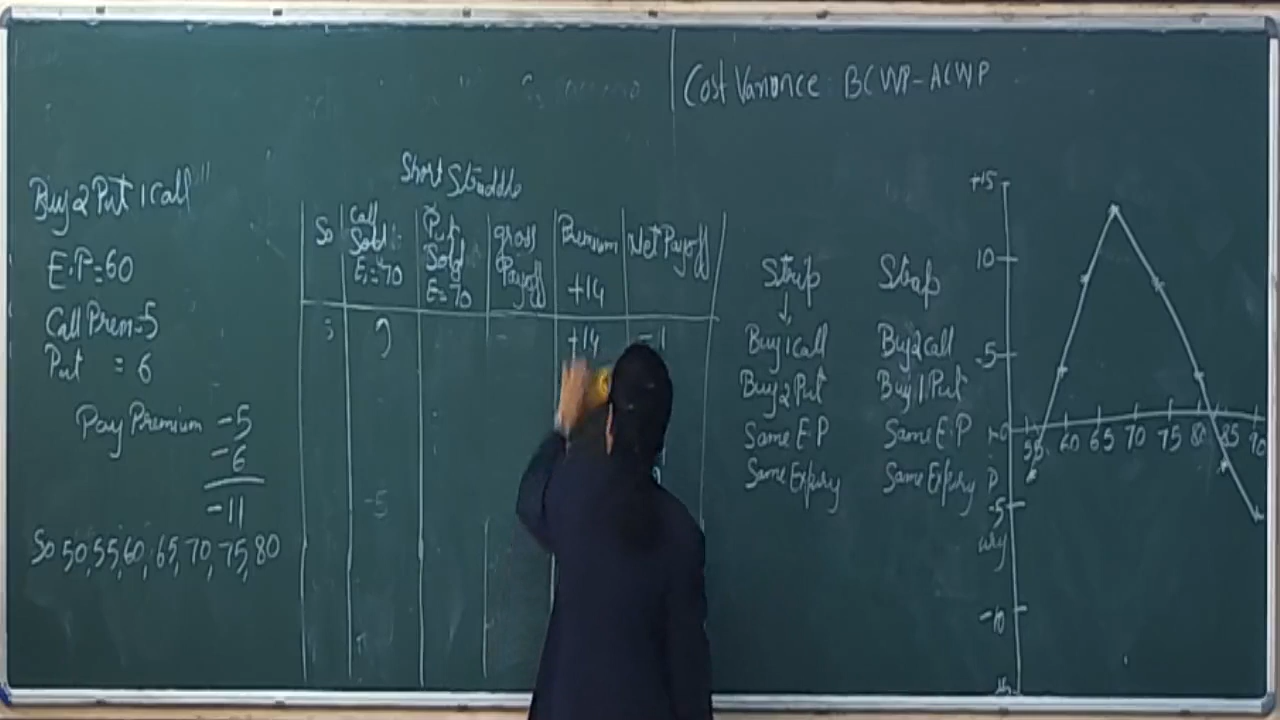 Cost Variance: BCWP-ACWP
Buy 2 Put 1 Call"
E.P=60
Call Prem-5
Put = 6
Pay Premium -5
-6
-11
So 50,55,60,65,70,75,80
Short Straddle
So
Call Sold E1=70
Put Sold E=70
Gross Payoff
Premium +14
Net Payoff
+14
-1
-5
Strip
Buy 1 Call
Buy 2 Put
Same E.P
Same Expiry
Strap
Buy 2 Call
Buy 1 Put
Same E.P
Same Expiry
+15
10
-5
55 60 65 70 75 80 85 90
-5
-10